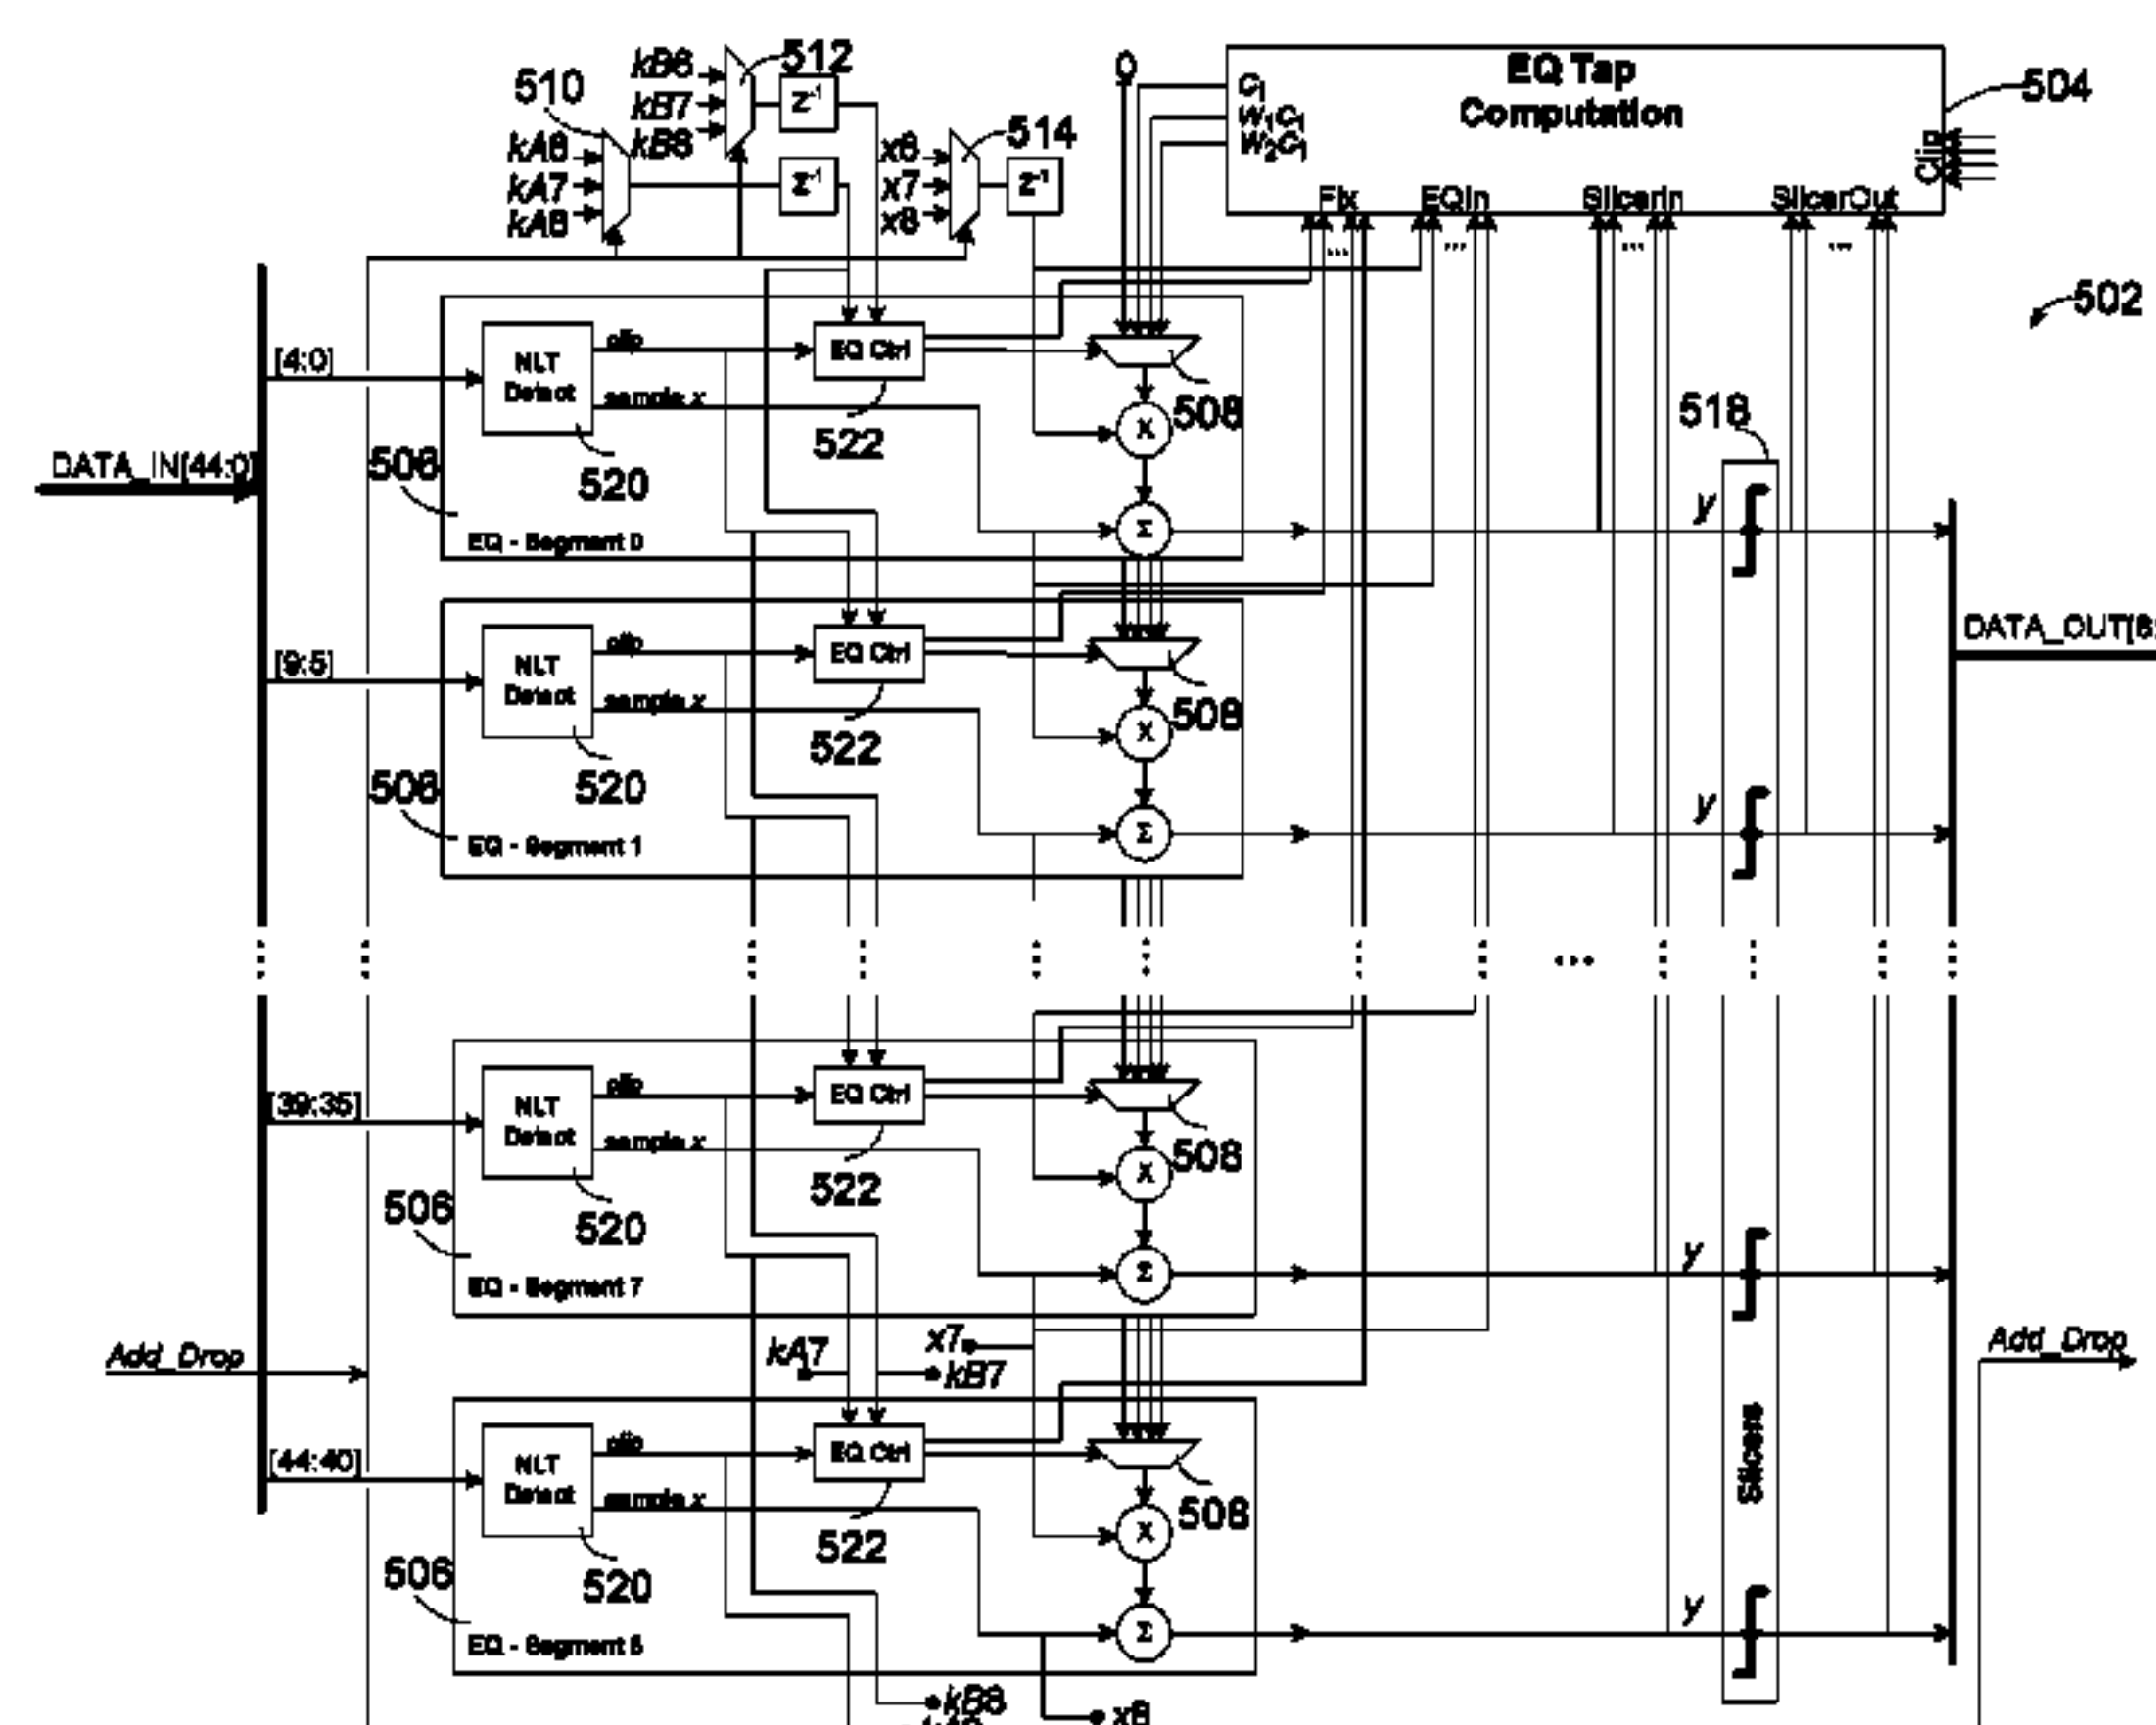 kB6
512
EQ Tap
Computation
C₁
W₁C₁
W₂C₁
504
510
kB7
Z⁻¹
0
kB8
514
kA6
x6
Clip
kA7
Z⁻¹
x7
Z⁻¹
x8
Fix
EQIn
SlicerIn
SlicerOut
... ... ... ...
502
[4:0]
NLT
Detect
clip
EQ Ctrl
sample x
508
518
522
X
DATA_IN[44:0]
506
520
y
Σ
EQ - Segment 0
[9:5]
NLT
Detect
clip
EQ Ctrl
sample x
DATA_OUT[8:
508
522
X
506
520
y
Σ
EQ - Segment 1
[39:35]
NLT
Detect
clip
EQ Ctrl
sample x
508
522
X
506
520
y
Σ
EQ - Segment 7
Add_Drop
kA7
x7
kB7
Add_Drop
[44:40]
NLT
Detect
clip
EQ Ctrl
sample x
Slicers
508
522
X
506
520
y
Σ
EQ - Segment 8
kB8
x8